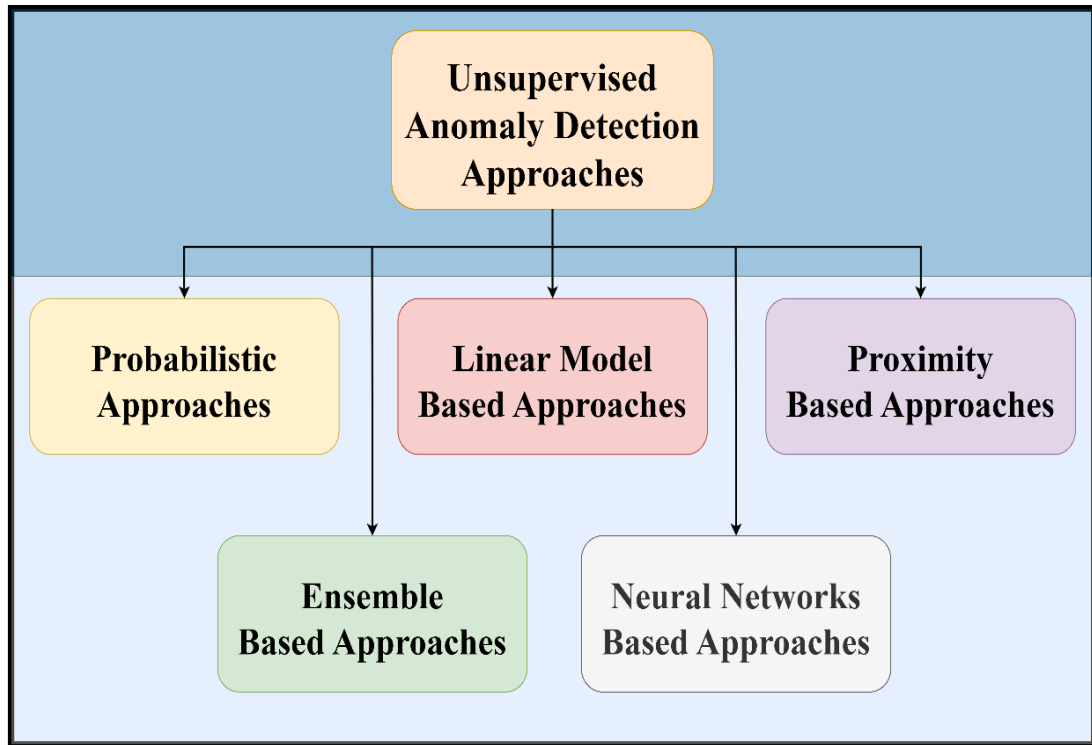 Unsupervised
Anomaly Detection
Approaches
Probabilistic
Approaches
Linear Model
Based Approaches
Proximity
Based Approaches
Ensemble
Based Approaches
Neural Networks
Based Approaches